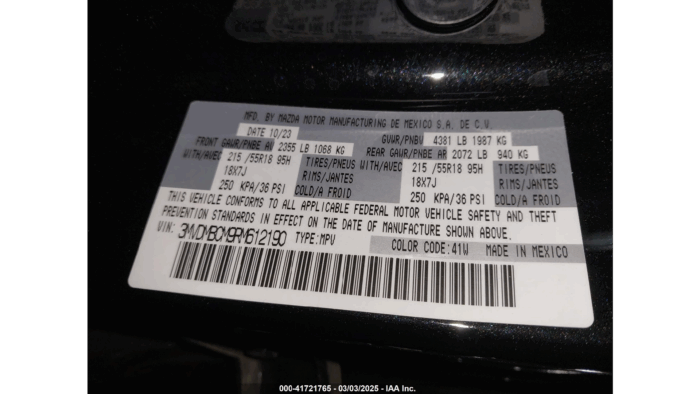 MFD. BY MAZDA MOTOR MANUFACTURING DE MEXICO S.A. DE C.V.
DATE 10/23 GVWR/PNBV 4381 LB 1987 KG
FRONT GAWR/PNBE AV 2355 LB 1068 KG REAR GAWR/PNBE AR 2072 LB 940 KG
WITH/AVEC 215 /55R18 95H TIRES/PNEUS WITH/AVEC 215 /55R18 95H TIRES/PNEUS
18X7J RIMS/JANTES 18X7J RIMS/JANTES
250 KPA/36 PSI COLD/A FROID 250 KPA/36 PSI COLD/A FROID
THIS VEHICLE CONFORMS TO ALL APPLICABLE FEDERAL MOTOR VEHICLE SAFETY AND THEFT
PREVENTION STANDARDS IN EFFECT ON THE DATE OF MANUFACTURE SHOWN ABOVE.
VIN: 3MVDMBCM9RM612190 TYPE:MPV
COLOR CODE:41W MADE IN MEXICO
000-41721765 - 03/03/2025 - IAA Inc.